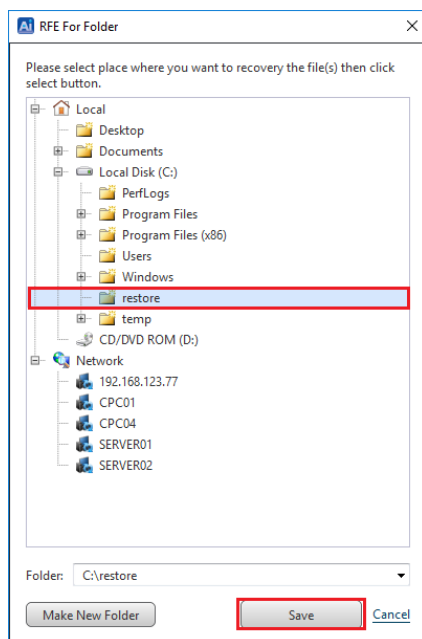 Ai RFE For Folder
Please select place where you want to recovery the file(s) then click
select button.
Local
Desktop
Documents
Local Disk (C:)
PerfLogs
Program Files
Program Files (x86)
Users
Windows
restore
temp
CD/DVD ROM (D:)
Network
192.168.123.77
CPC01
CPC04
SERVER01
SERVER02
Folder: C:\restore
Make New Folder Save Cancel